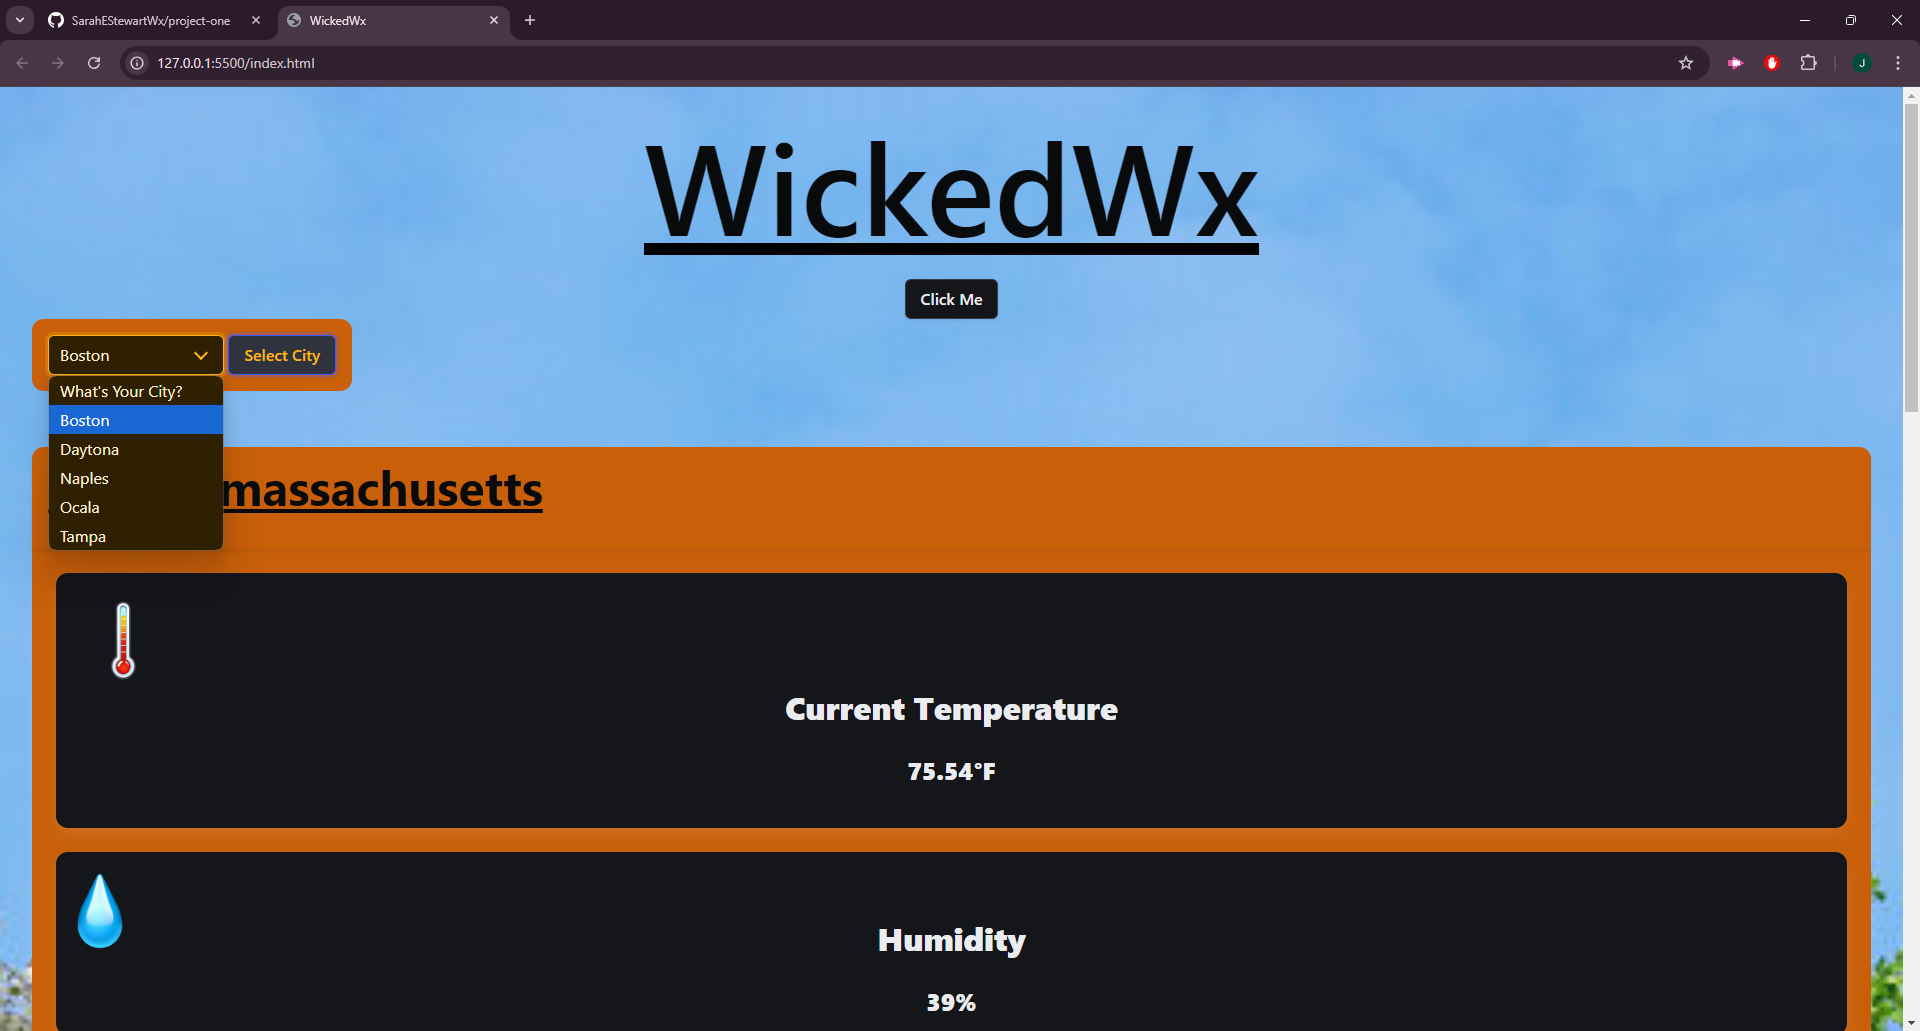 SarahEStewartWx/project-one
WickedWx
127.0.0.1:5500/index.html
J
WickedWx
Click Me
Boston
Select City
What's Your City?
Boston
Daytona
Naples
Ocala
Tampa
massachusetts
Current Temperature
75.54°F
Humidity
39%